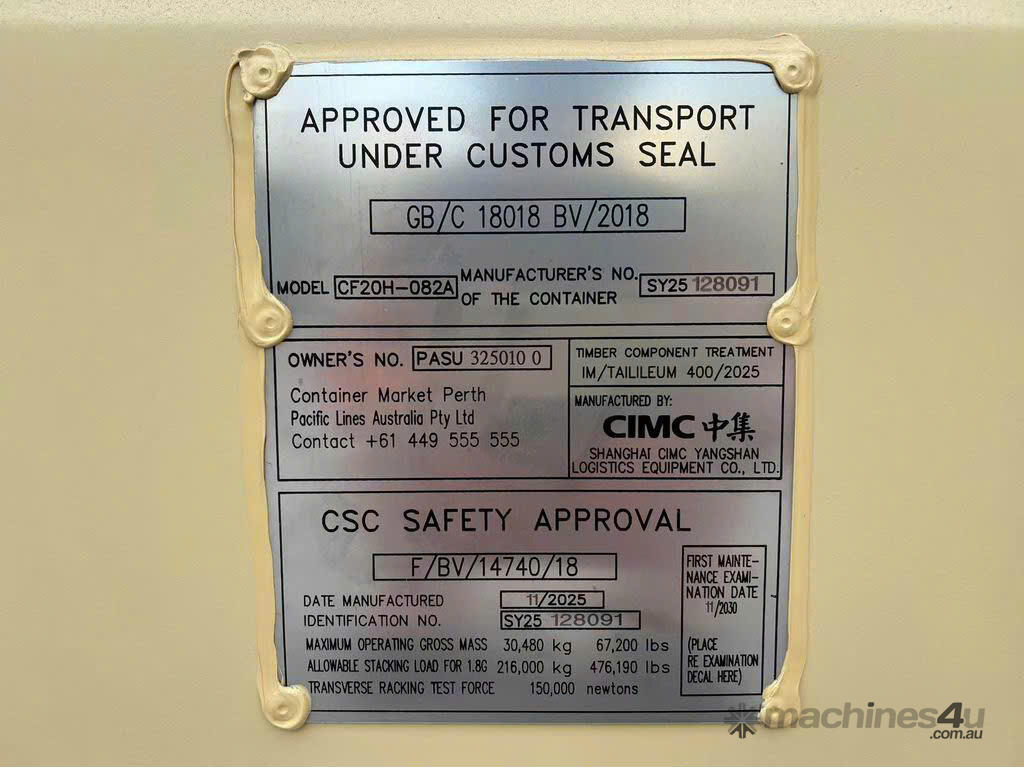 APPROVED FOR TRANSPORT
UNDER CUSTOMS SEAL
GB/C 18018 BV/2018
MODEL CF20H-082A MANUFACTURER'S NO. OF THE CONTAINER SY25 128091
OWNER'S NO. PASU 325010 0
Container Market Perth
Pacific Lines Australia Pty Ltd
Contact +61 449 555 555
TIMBER COMPONENT TREATMENT
IM/TAILILEUM 400/2025
MANUFACTURED BY:
CIMC 中集
SHANGHAI CIMC YANGSHAN
LOGISTICS EQUIPMENT CO., LTD.
CSC SAFETY APPROVAL
F/BV/14740/18
DATE MANUFACTURED 11/2025
IDENTIFICATION NO. SY25 128091
MAXIMUM OPERATING GROSS MASS 30,480 kg 67,200 lbs
ALLOWABLE STACKING LOAD FOR 1.8G 216,000 kg 476,190 lbs
TRANSVERSE RACKING TEST FORCE 150,000 newtons
FIRST MAINTE-
NANCE EXAMI-
NATION DATE
11/2030
(PLACE
RE EXAMINATION
DECAL HERE)
machines4u
.com.au